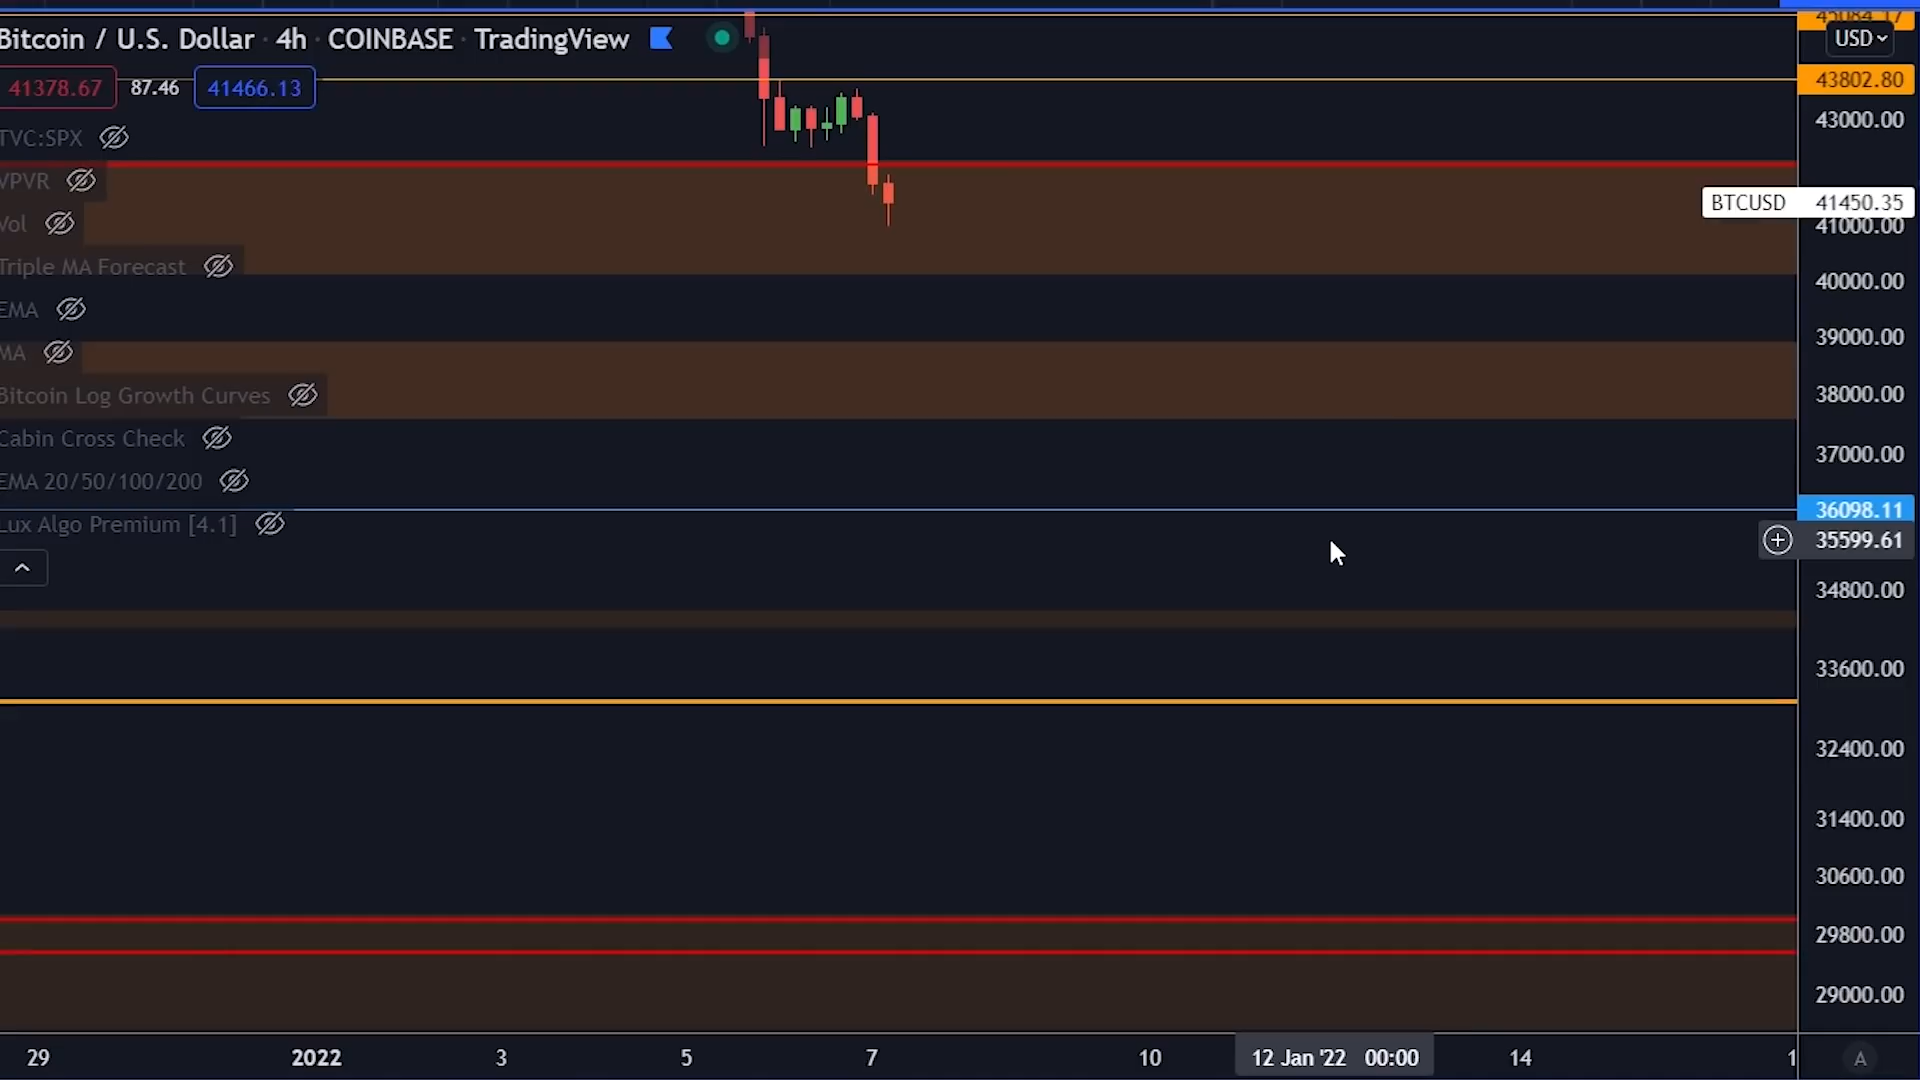 45084.17
Bitcoin / U.S. Dollar · 4h · COINBASE · TradingView
USD
41378.67 87.46 41466.13
43802.80
43000.00
TVC:SPX
VPVR
BTCUSD 41450.35
Vol
41000.00
Triple MA Forecast
40000.00
EMA
39000.00
MA
Bitcoin Log Growth Curves
38000.00
Cabin Cross Check
37000.00
EMA 20/50/100/200
36098.11
Lux Algo Premium [4.1]
35599.61
34800.00
33600.00
32400.00
31400.00
30600.00
29800.00
29000.00
29 2022 3 5 7 10 12 Jan '22 00:00 14 1
A